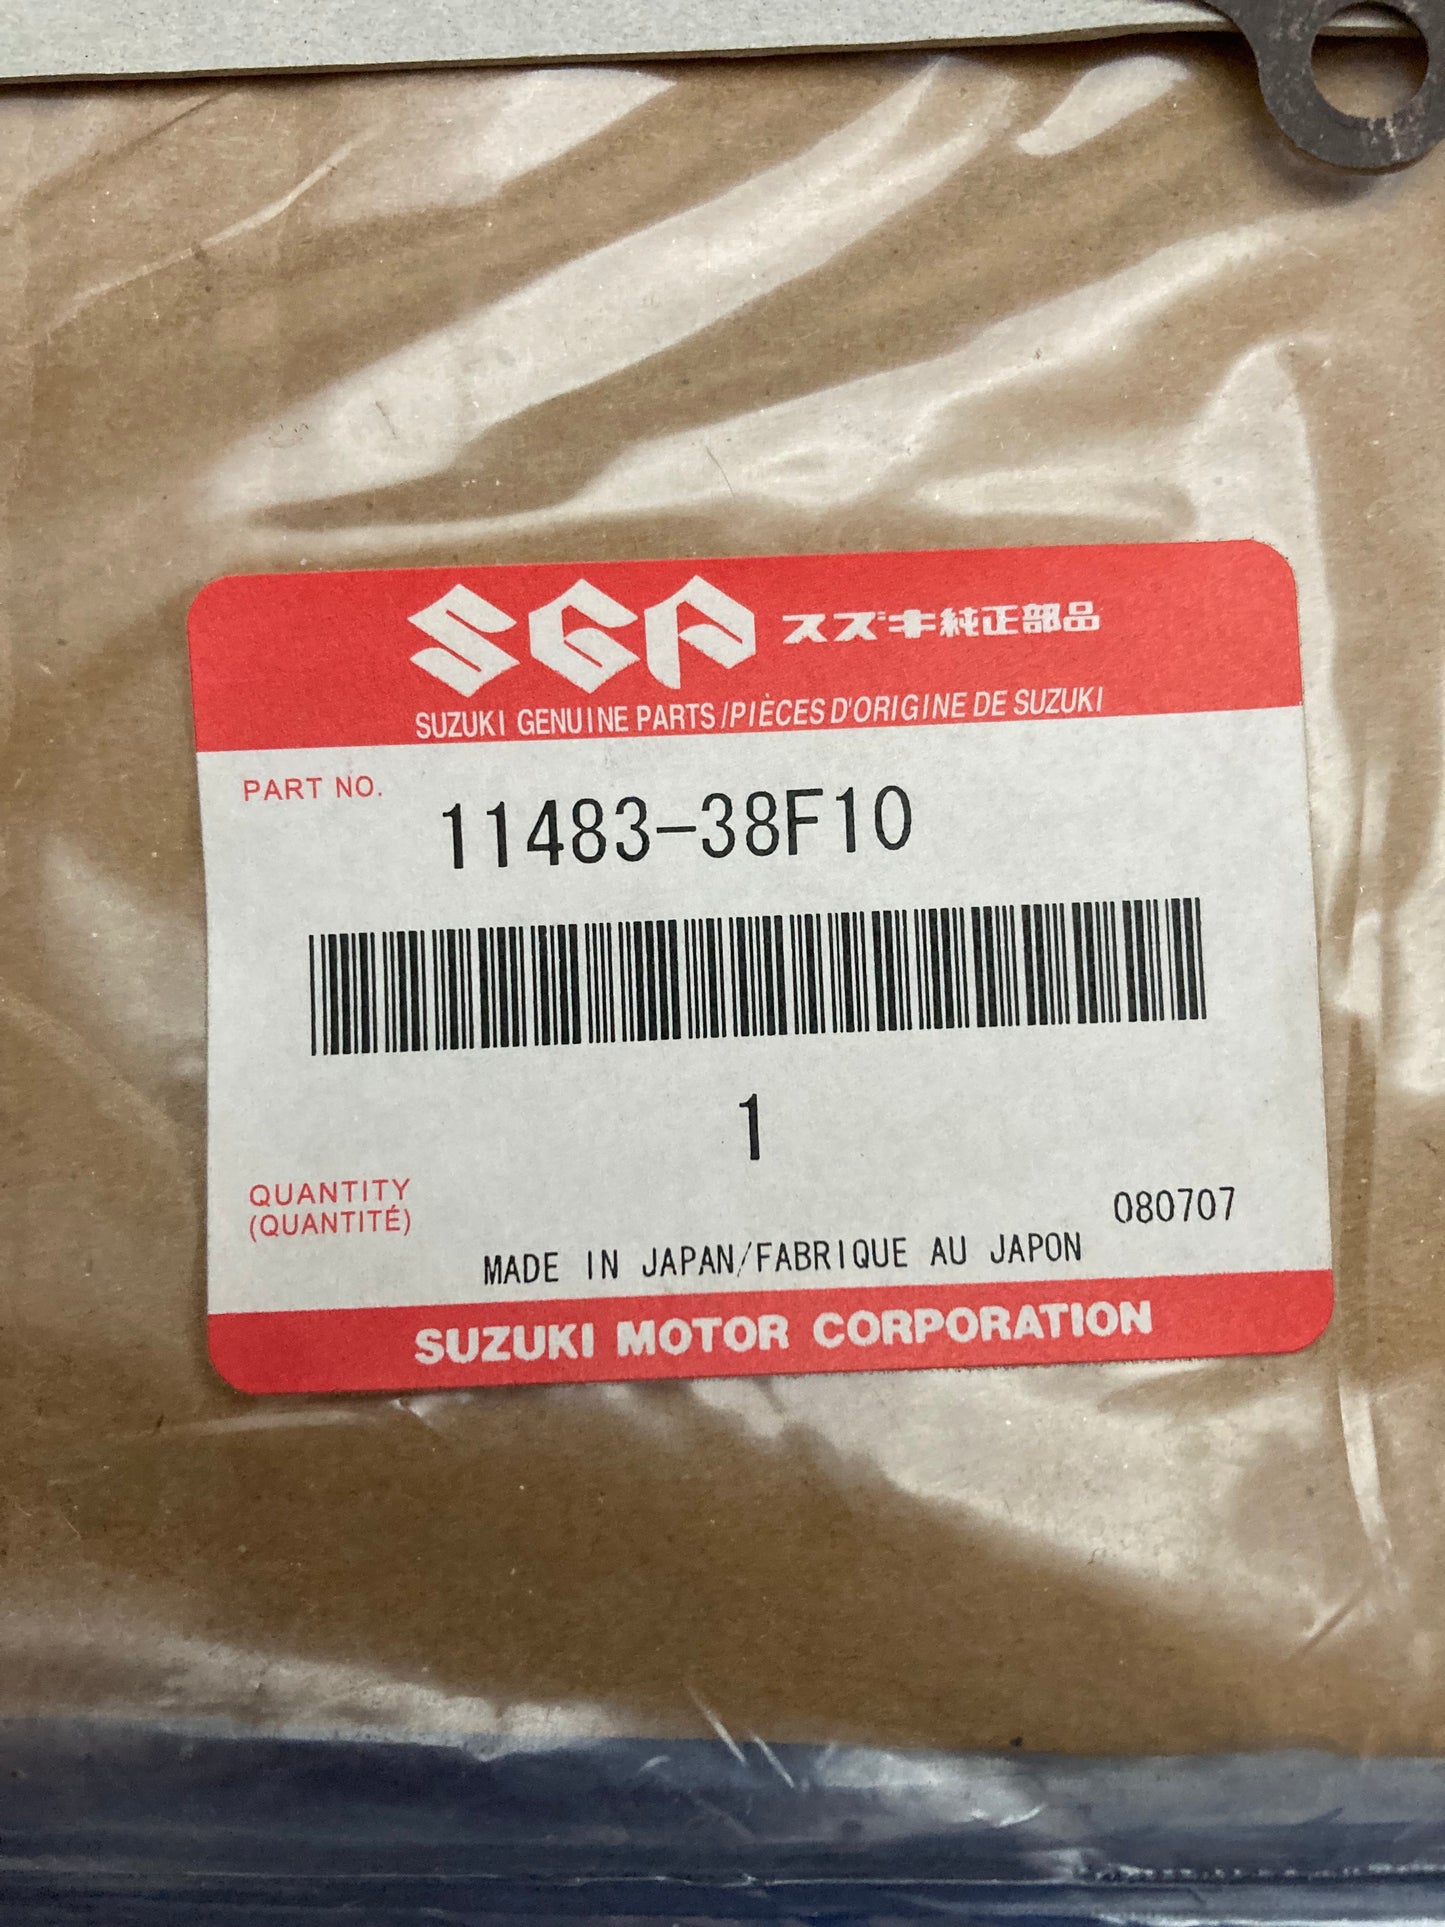 SGP スズキ純正部品
SUZUKI GENUINE PARTS/PIÈCES D'ORIGINE DE SUZUKI
PART NO. 11483-38F10
1
QUANTITY
(QUANTITÉ)
080707
MADE IN JAPAN/FABRIQUE AU JAPON
SUZUKI MOTOR CORPORATION